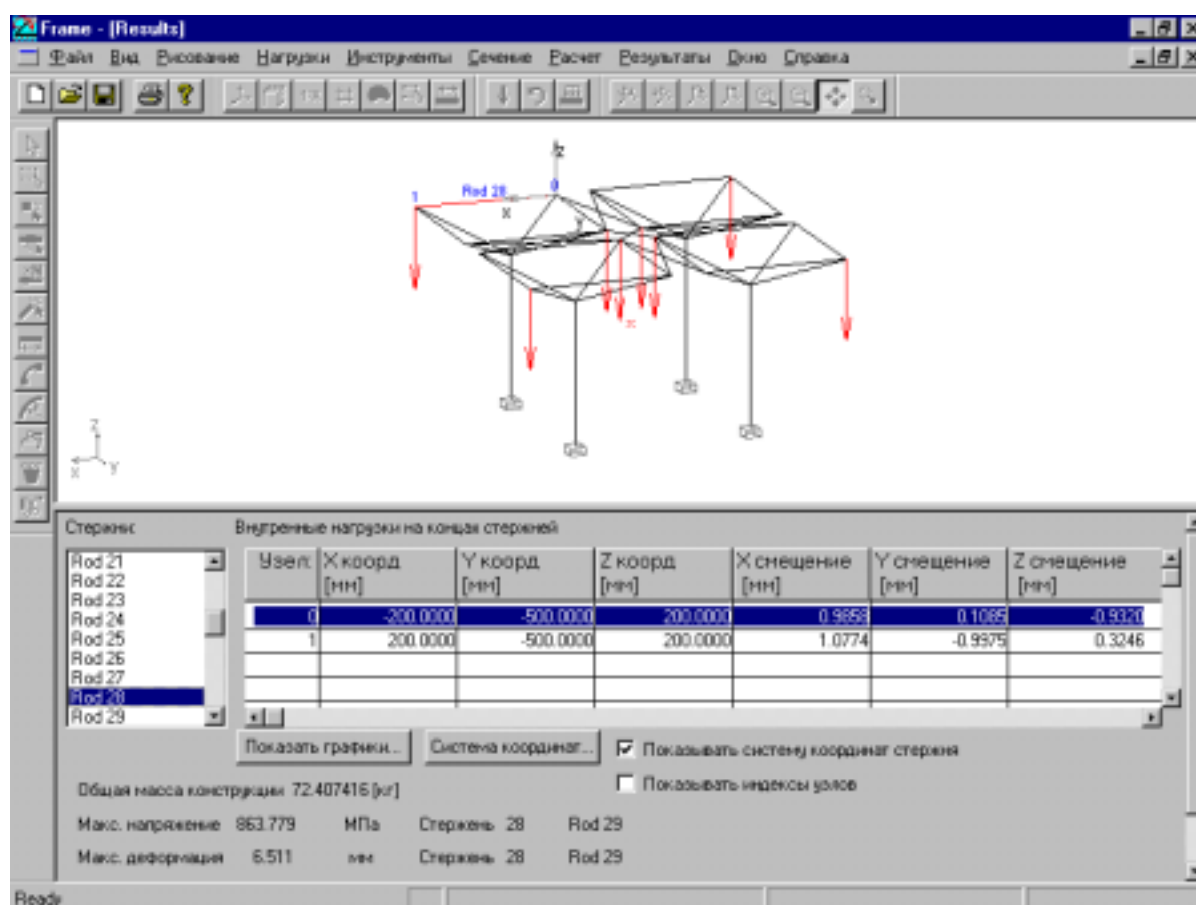 Frame - [Results]
Файл Вид Рисование Нагрузки Инструменты Сечение Расчет Результаты Окно Справка
Z
1 Rod 28 0
X Y
Z
X Y
Стержни: Внутренные нагрузки на концах стержней
Rod 21
Rod 22
Rod 23
Rod 24
Rod 25
Rod 26
Rod 27
Rod 28
Rod 29
Узел: X коорд [мм] Y коорд [мм] Z коорд [мм] X смещение [мм] Y смещение [мм] Z смещение [мм]
0 -200.0000 -500.0000 200.0000 0.9858 0.1085 -0.9320
1 200.0000 -500.0000 200.0000 1.0774 -0.9975 0.3246
Показать графики... Система координат... Показывать систему координат стержня
Показывать индексы узлов
Общая масса конструкции 72.407416 [кг]
Макс. напряжение 863.779 МПа Стержень 28 Rod 29
Макс. деформация 6.511 мм Стержень 28 Rod 29
Ready